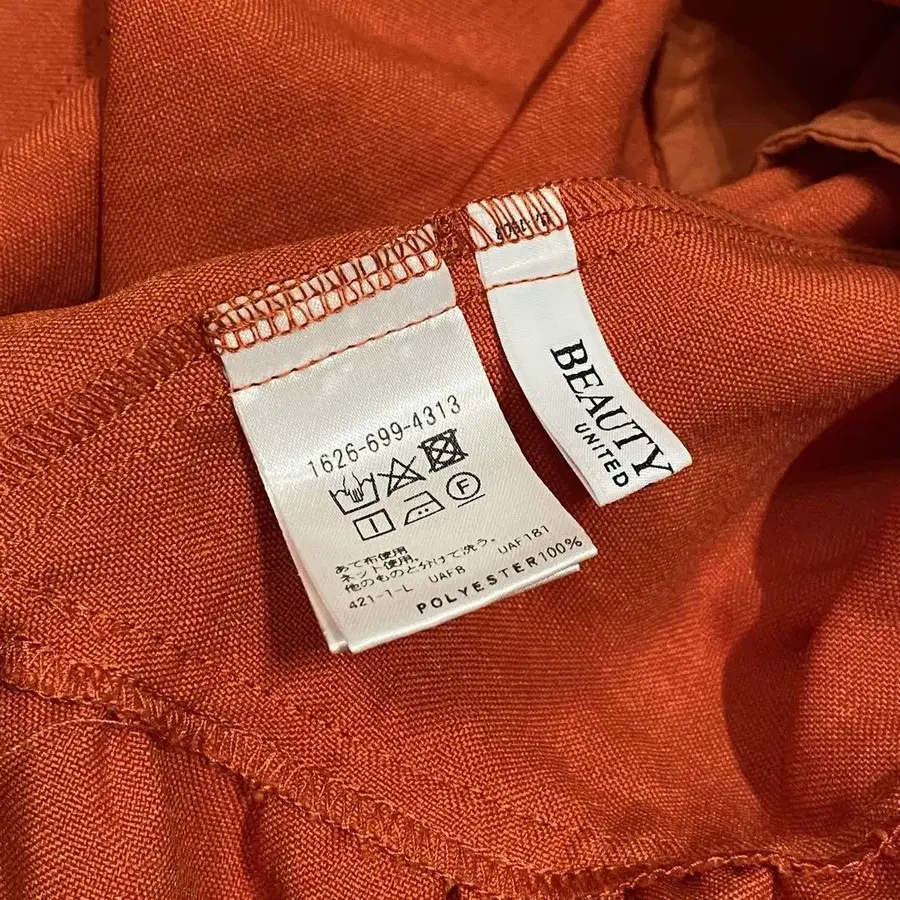 1626-699-4313
F
あて布使用
ネット使用。
他のものと分けて洗う。
421-1-L UAF8 UAF181
POLYESTER100%
BEAUTY
UNITED